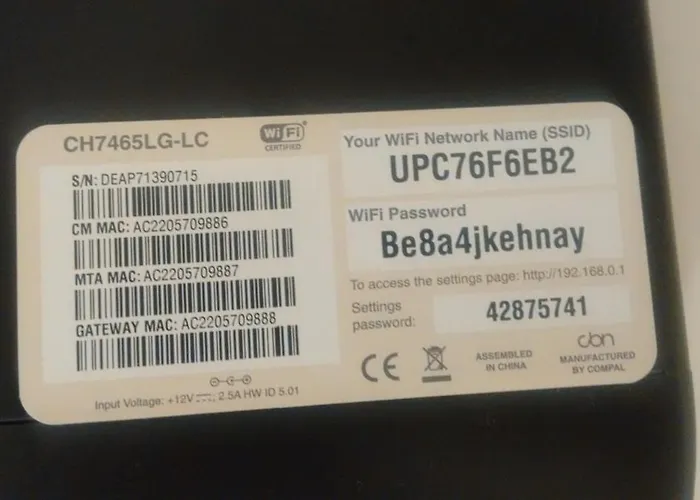 CH7465LG-LC
WiFi
CERTIFIED
S/N: DEAP71390715
CM MAC: AC2205709886
MTA MAC: AC2205709887
GATEWAY MAC: AC2205709888
Input Voltage: +12V 2.5A HW ID 5.01
Your WiFi Network Name (SSID)
UPC76F6EB2
WiFi Password
Be8a4jkehnay
To access the settings page: http://192.168.0.1
Settings
password:
42875741
CE
ASSEMBLED
IN CHINA
cbn
MANUFACTURED
BY COMPAL